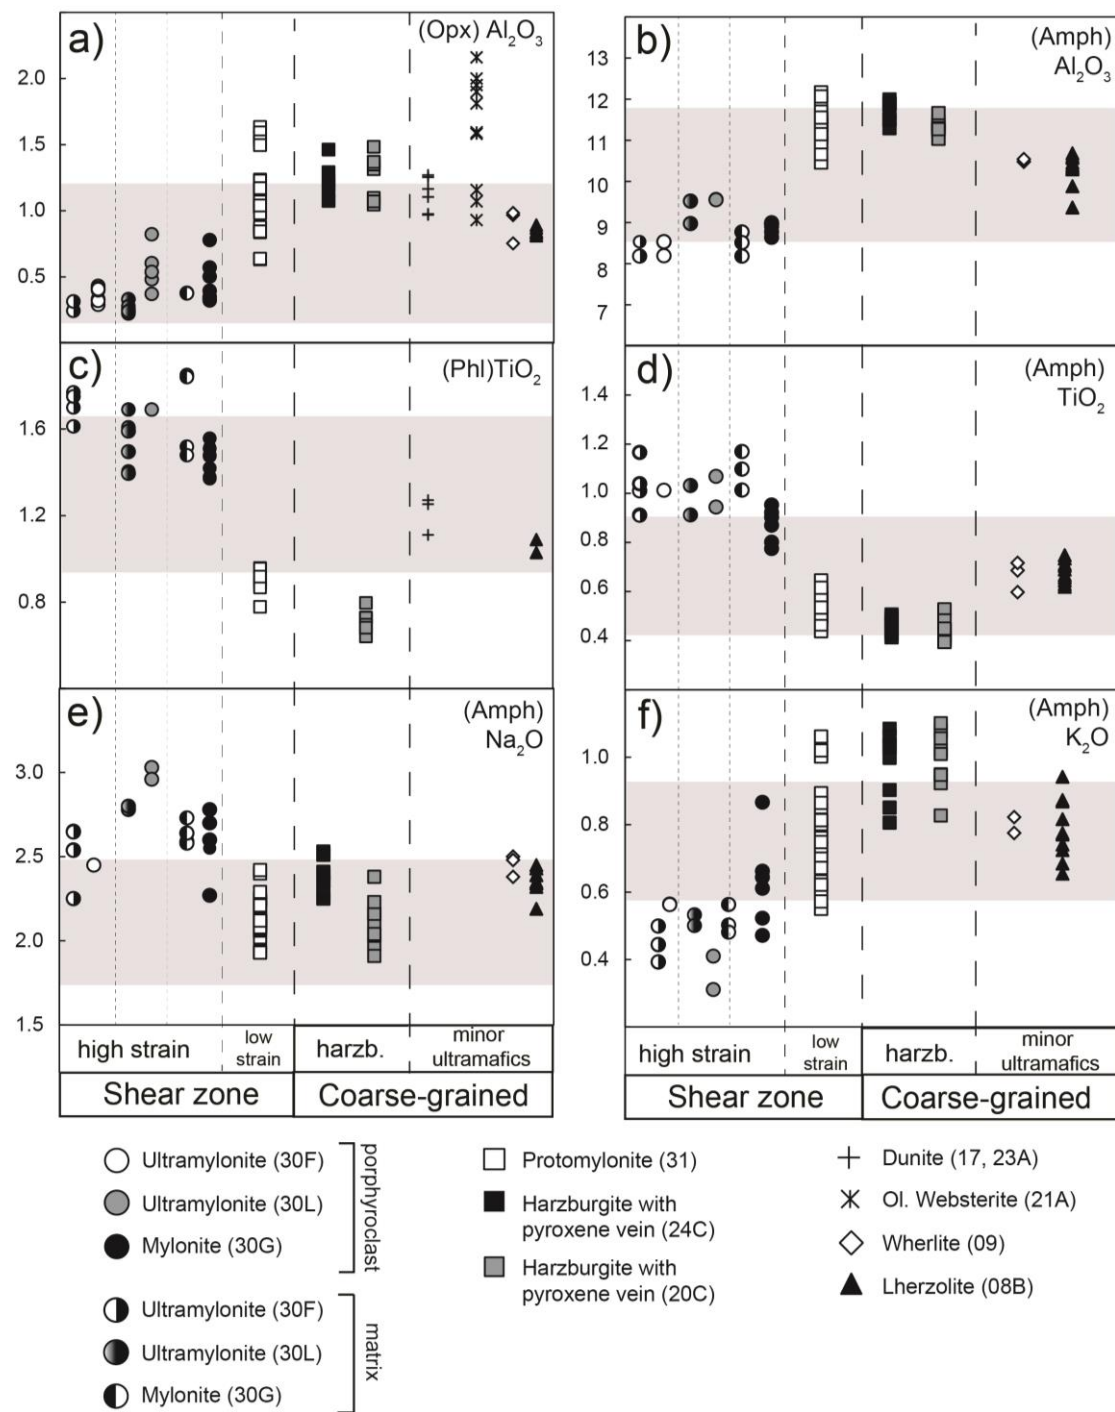 a)
(Opx) Al₂O₃
2.0
1.5
1.0
0.5
b)
(Amph)
Al₂O₃
13
12
11
10
9
8
7
c)
(Phl)TiO₂
1.6
1.2
0.8
d)
(Amph)
TiO₂
1.4
1.2
1.0
0.8
0.6
0.4
e)
(Amph)
Na₂O
3.0
2.5
2.0
1.5
f)
(Amph)
K₂O
1.0
0.8
0.6
0.4
high strain
low
strain
harzb.
minor
ultramafics
Shear zone
Coarse-grained
high strain
low
strain
harzb.
minor
ultramafics
Shear zone
Coarse-grained
Ultramylonite (30F)
Ultramylonite (30L)
Mylonite (30G)
porphyroclast
Ultramylonite (30F)
Ultramylonite (30L)
Mylonite (30G)
matrix
Protomylonite (31)
Harzburgite with
pyroxene vein (24C)
Harzburgite with
pyroxene vein (20C)
Dunite (17, 23A)
Ol. Websterite (21A)
Wherlite (09)
Lherzolite (08B)